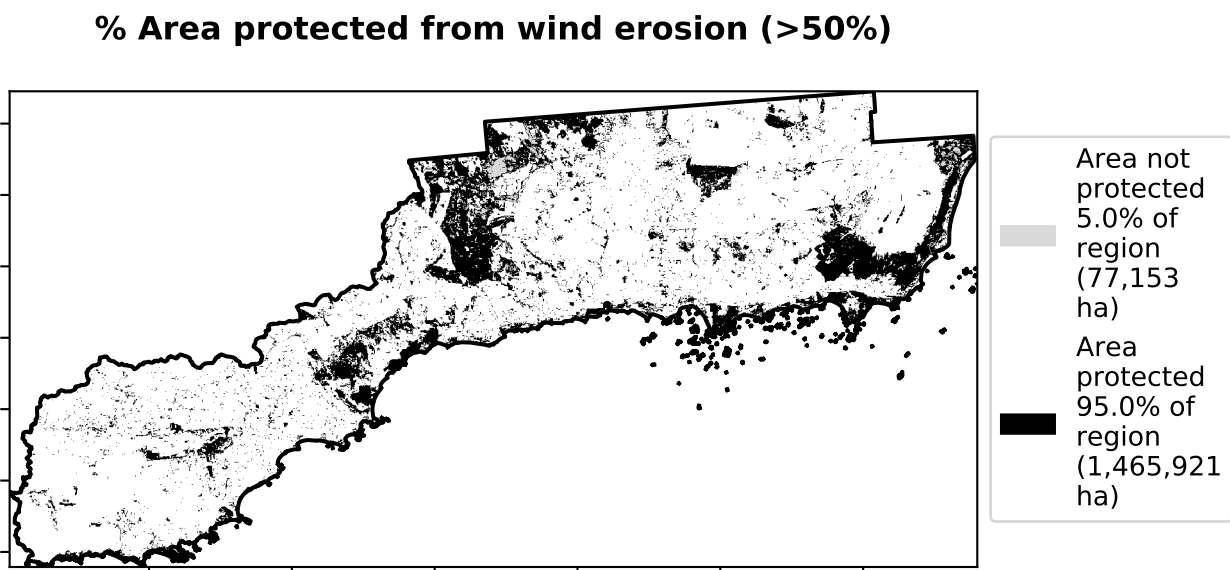 % Area protected from wind erosion (>50%)
Area not
protected
5.0% of
region
(77,153
ha)
Area
protected
95.0% of
region
(1,465,921
ha)